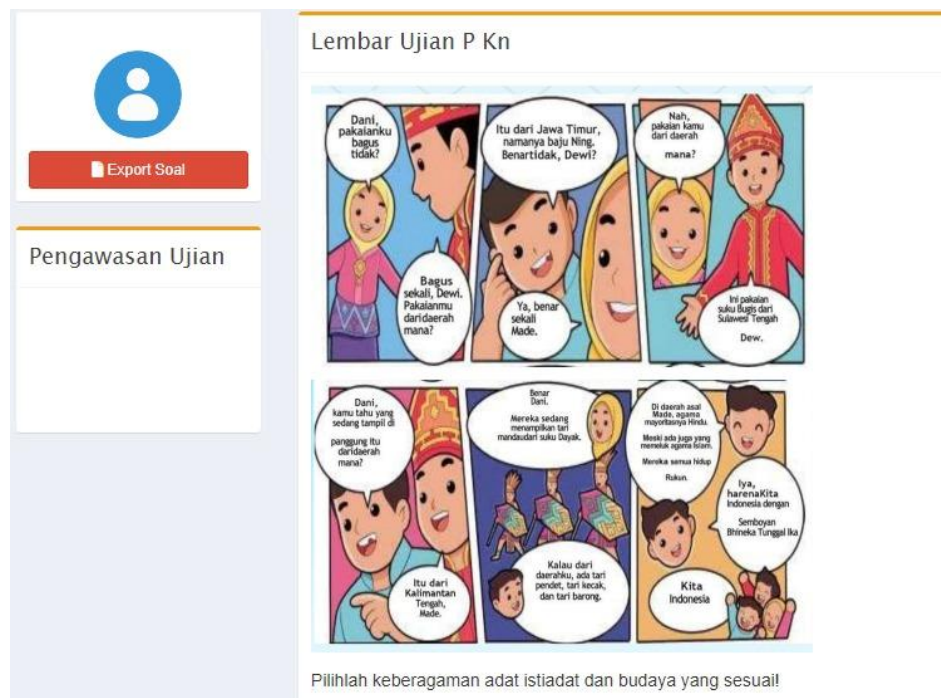 Export Soal
Pengawasan Ujian
Lembar Ujian P Kn
Dani,
pakaianku
bagus
tidak?
Bagus
sekali, Dewi.
Pakaianmu
daridaerah
mana?
Itu dari Jawa Timur,
namanya baju Ning.
Benartidak, Dewi?
Ya, benar
sekali
Made.
Nah,
pakaian kamu
dari daerah
mana?
Ini pakaian
suku Bugis dari
Sulawesi Tengah
Dew.
Dani,
kamu tahu yang
sedang tampil di
panggung itu
daridaerah
mana?
Itu dari
Kalimantan
Tengah,
Made.
Benar
Dani.
Mereka sedang
menampilkan tari
mandaudari suku Dayak.
Kalau dari
daerahku, ada tari
pendet, tari kecak,
dan tari barong.
Di daerah asal
Made, agama
mayoritasnya Hindu.
Meski ada juga yang
memeluk agama Islam.
Mereka semua hidup
Rukun.
Iya,
harenaKita
Indonesia dengan
Semboyan
Bhineka Tunggal Ika
Kita
Indonesia
Pilihlah keberagaman adat istiadat dan budaya yang sesuai!